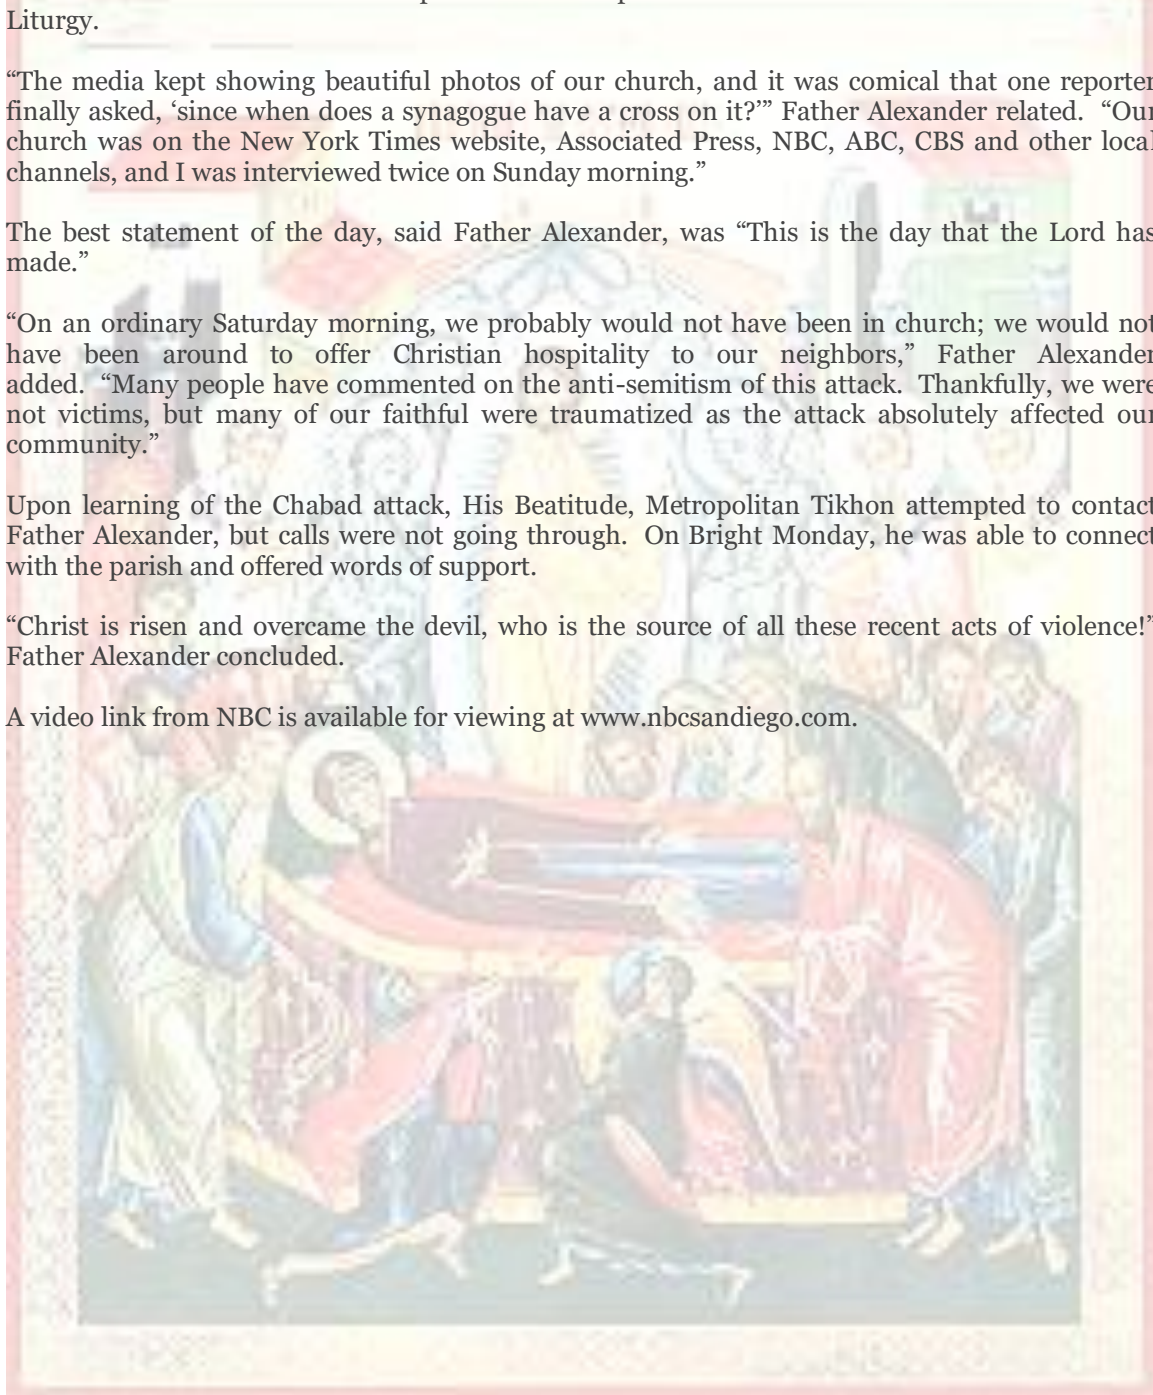 Liturgy.
“The media kept showing beautiful photos of our church, and it was comical that one reporter
finally asked, ‘since when does a synagogue have a cross on it?’” Father Alexander related. “Our
church was on the New York Times website, Associated Press, NBC, ABC, CBS and other local
channels, and I was interviewed twice on Sunday morning.”
The best statement of the day, said Father Alexander, was “This is the day that the Lord has
made.”
“On an ordinary Saturday morning, we probably would not have been in church; we would not
have been around to offer Christian hospitality to our neighbors,” Father Alexander
added. “Many people have commented on the anti-semitism of this attack. Thankfully, we were
not victims, but many of our faithful were traumatized as the attack absolutely affected our
community.”
Upon learning of the Chabad attack, His Beatitude, Metropolitan Tikhon attempted to contact
Father Alexander, but calls were not going through. On Bright Monday, he was able to connect
with the parish and offered words of support.
“Christ is risen and overcame the devil, who is the source of all these recent acts of violence!”
Father Alexander concluded.
A video link from NBC is available for viewing at www.nbcsandiego.com.